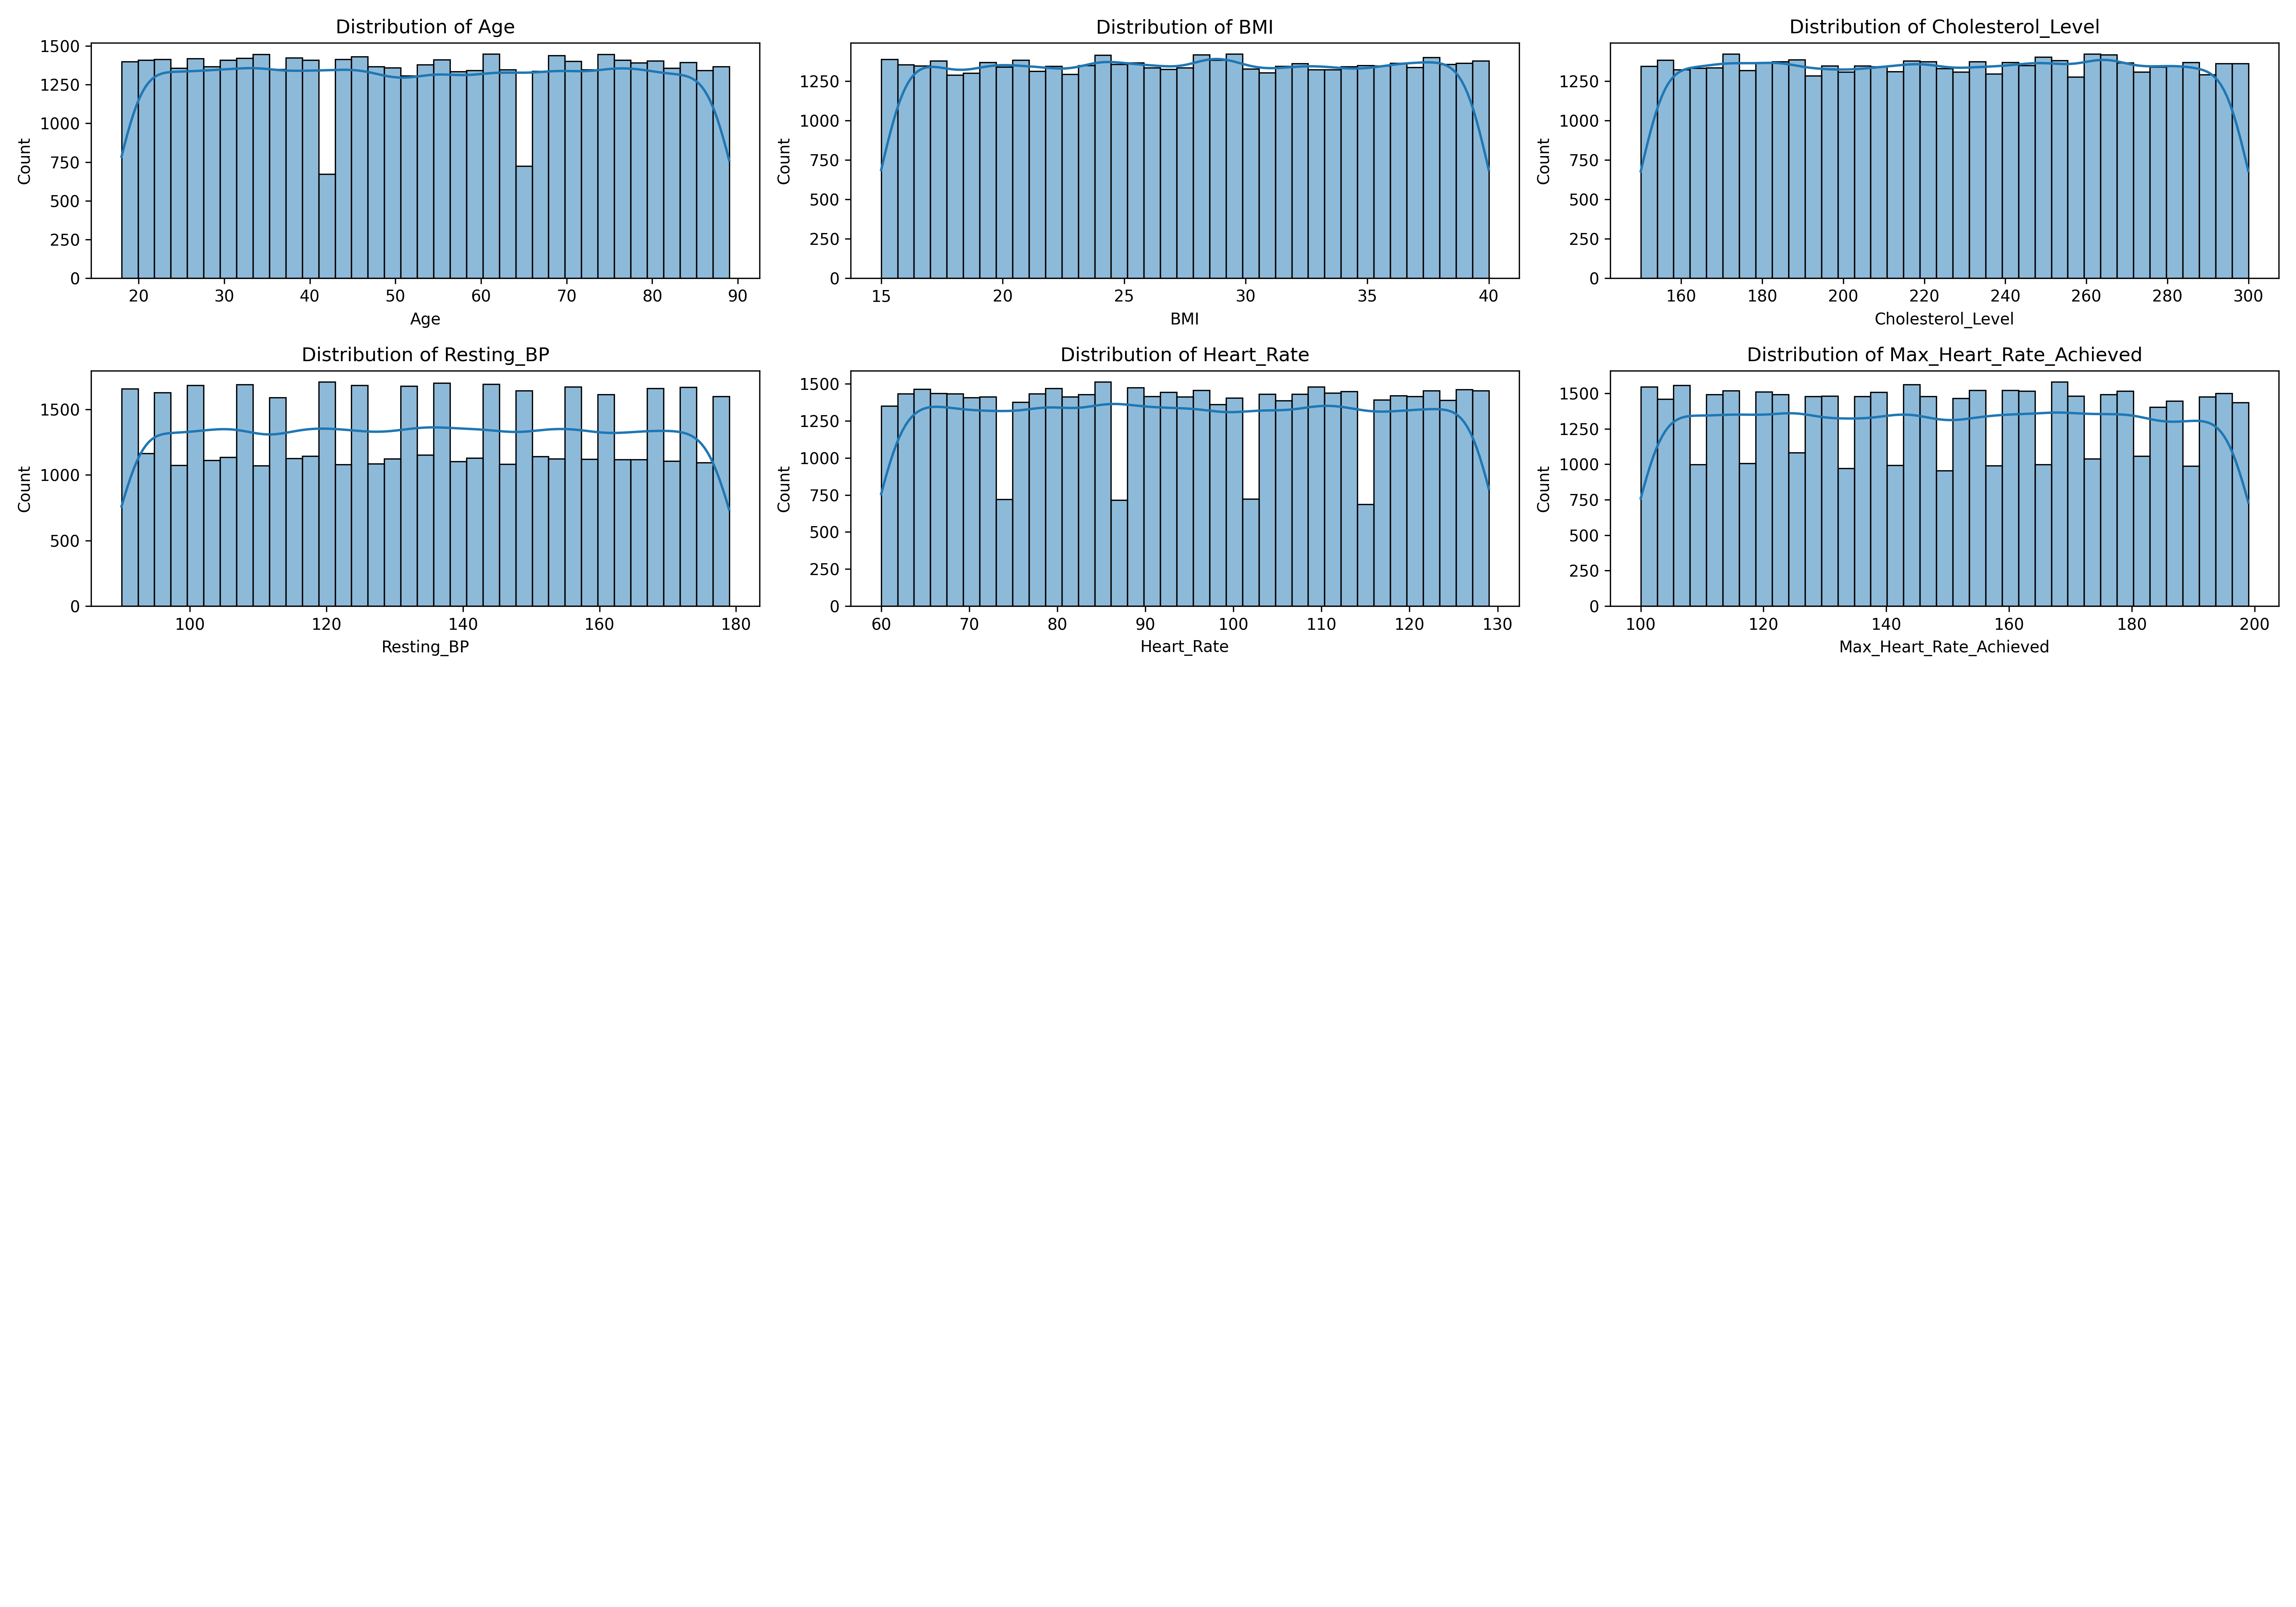 Distribution of Age
1500
1250
1000
750
500
250
0
Count
20 30 40 50 60 70 80 90
Age
Distribution of BMI
1250
1000
750
500
250
0
Count
15 20 25 30 35 40
BMI
Distribution of Cholesterol_Level
1250
1000
750
500
250
0
Count
160 180 200 220 240 260 280 300
Cholesterol_Level
Distribution of Resting_BP
1500
1000
500
0
Count
100 120 140 160 180
Resting_BP
Distribution of Heart_Rate
1500
1250
1000
750
500
250
0
Count
60 70 80 90 100 110 120 130
Heart_Rate
Distribution of Max_Heart_Rate_Achieved
1500
1250
1000
750
500
250
0
Count
100 120 140 160 180 200
Max_Heart_Rate_Achieved